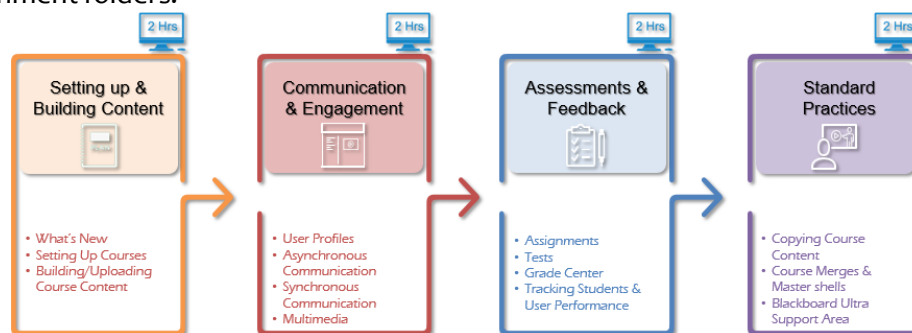 nment folders.
2 Hrs
2 Hrs
2 Hrs
2 Hrs
Setting up &
Building Content
Communication
& Engagement
Assessments &
Feedback
Standard
Practices
• What's New
• Setting Up Courses
• Building/Uploading
Course Content
• User Profiles
• Asynchronous
Communication
• Synchronous
Communication
• Multimedia
• Assignments
• Tests
• Grade Center
• Tracking Students &
User Performance
• Copying Course
Content
• Course Merges &
Master shells
• Blackboard Ultra
Support Area